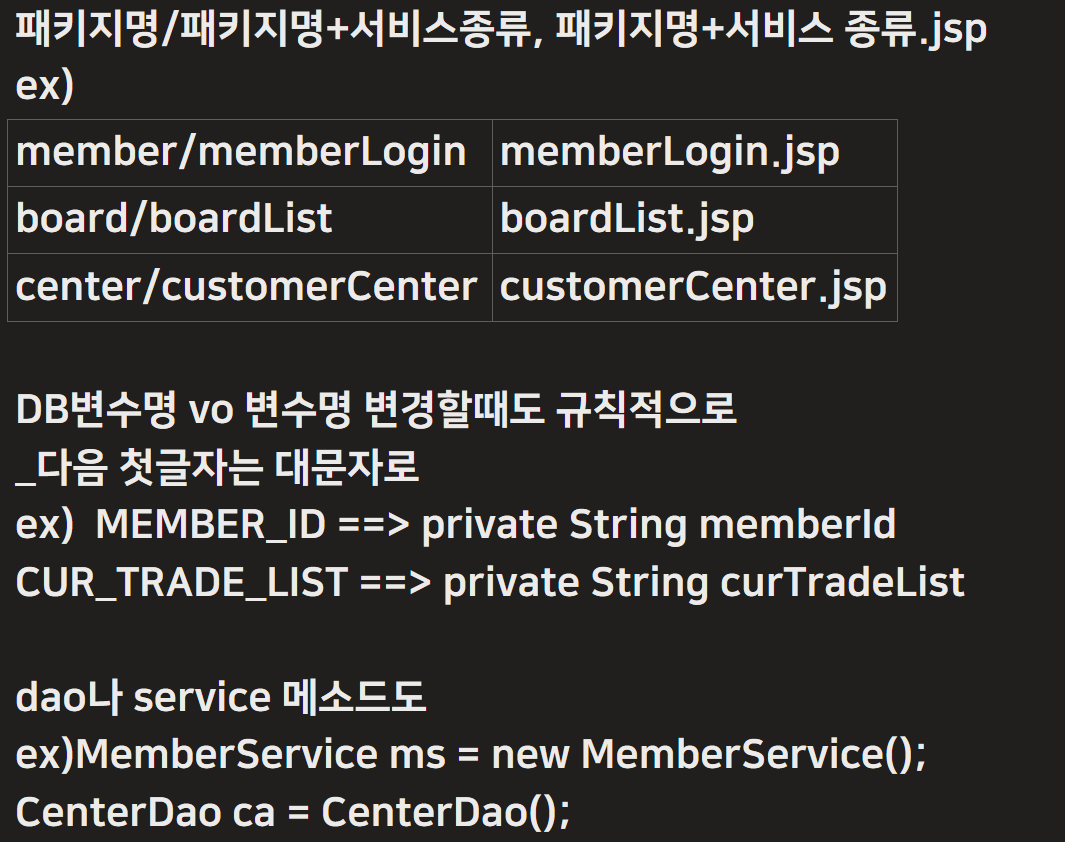 패키지명/패키지명+서비스종류, 패키지명+서비스 종류.jsp
ex)
member/memberLogin memberLogin.jsp
board/boardList boardList.jsp
center/customerCenter customerCenter.jsp
DB변수명 vo 변수명 변경할때도 규칙적으로
_다음 첫글자는 대문자로
ex) MEMBER_ID ==> private String memberId
CUR_TRADE_LIST ==> private String curTradeList
dao나 service 메소드도
ex)MemberService ms = new MemberService();
CenterDao ca = CenterDao();